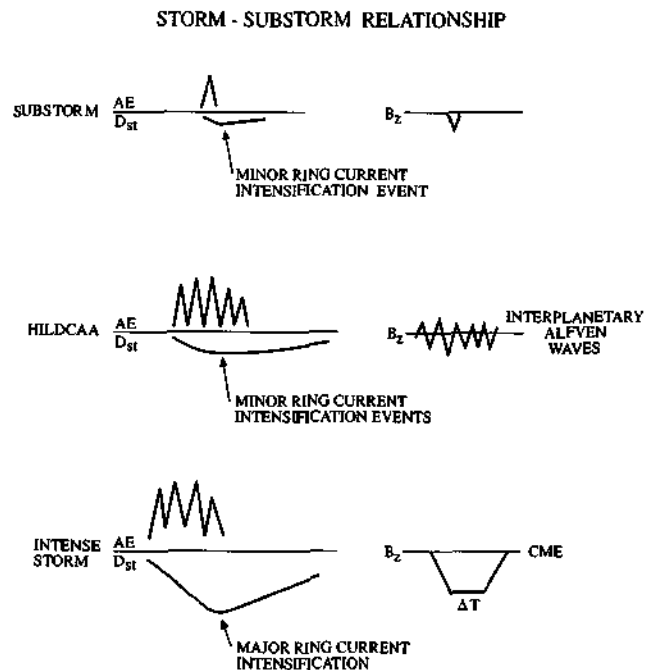 STORM - SUBSTORM RELATIONSHIP
SUBSTORM
AE
Dst
Bz
MINOR RING CURRENT
INTENSIFICATION EVENT
HILDCAA
AE
Dst
Bz
INTERPLANETARY
ALFVEN
WAVES
MINOR RING CURRENT
INTENSIFICATION EVENTS
INTENSE
STORM
AE
Dst
Bz
CME
ΔT
MAJOR RING CURRENT
INTENSIFICATION